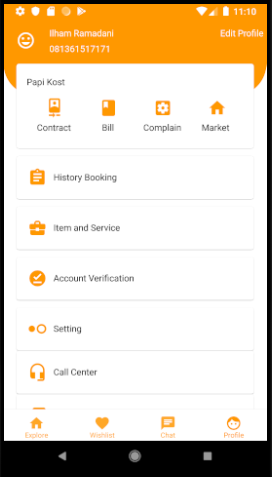 11:10
Ilham Ramadani
Edit Profile
081361517171
Papi Kost
Contract
Bill
Complain
Market
History Booking
Item and Service
Account Verification
Setting
Call Center
Explore
Wishlist
Chat
Profile